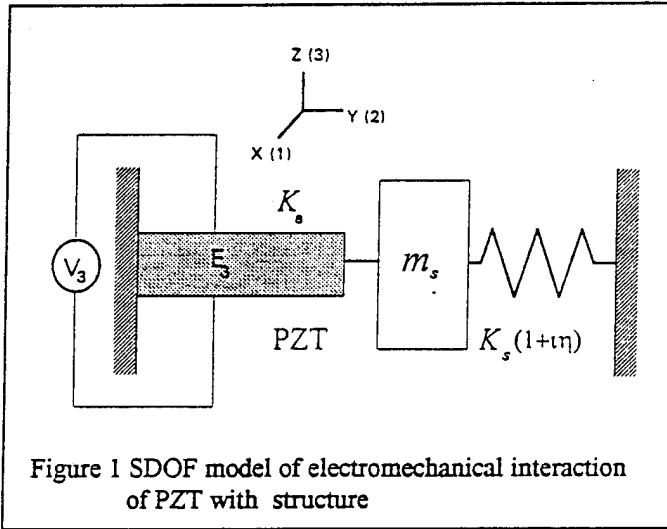 Z (3)
Y (2)
X (1)
Kₐ
V₃
E₃
mₛ
PZT
Kₛ(1+ιη)
Figure 1 SDOF model of electromechanical interaction
of PZT with structure